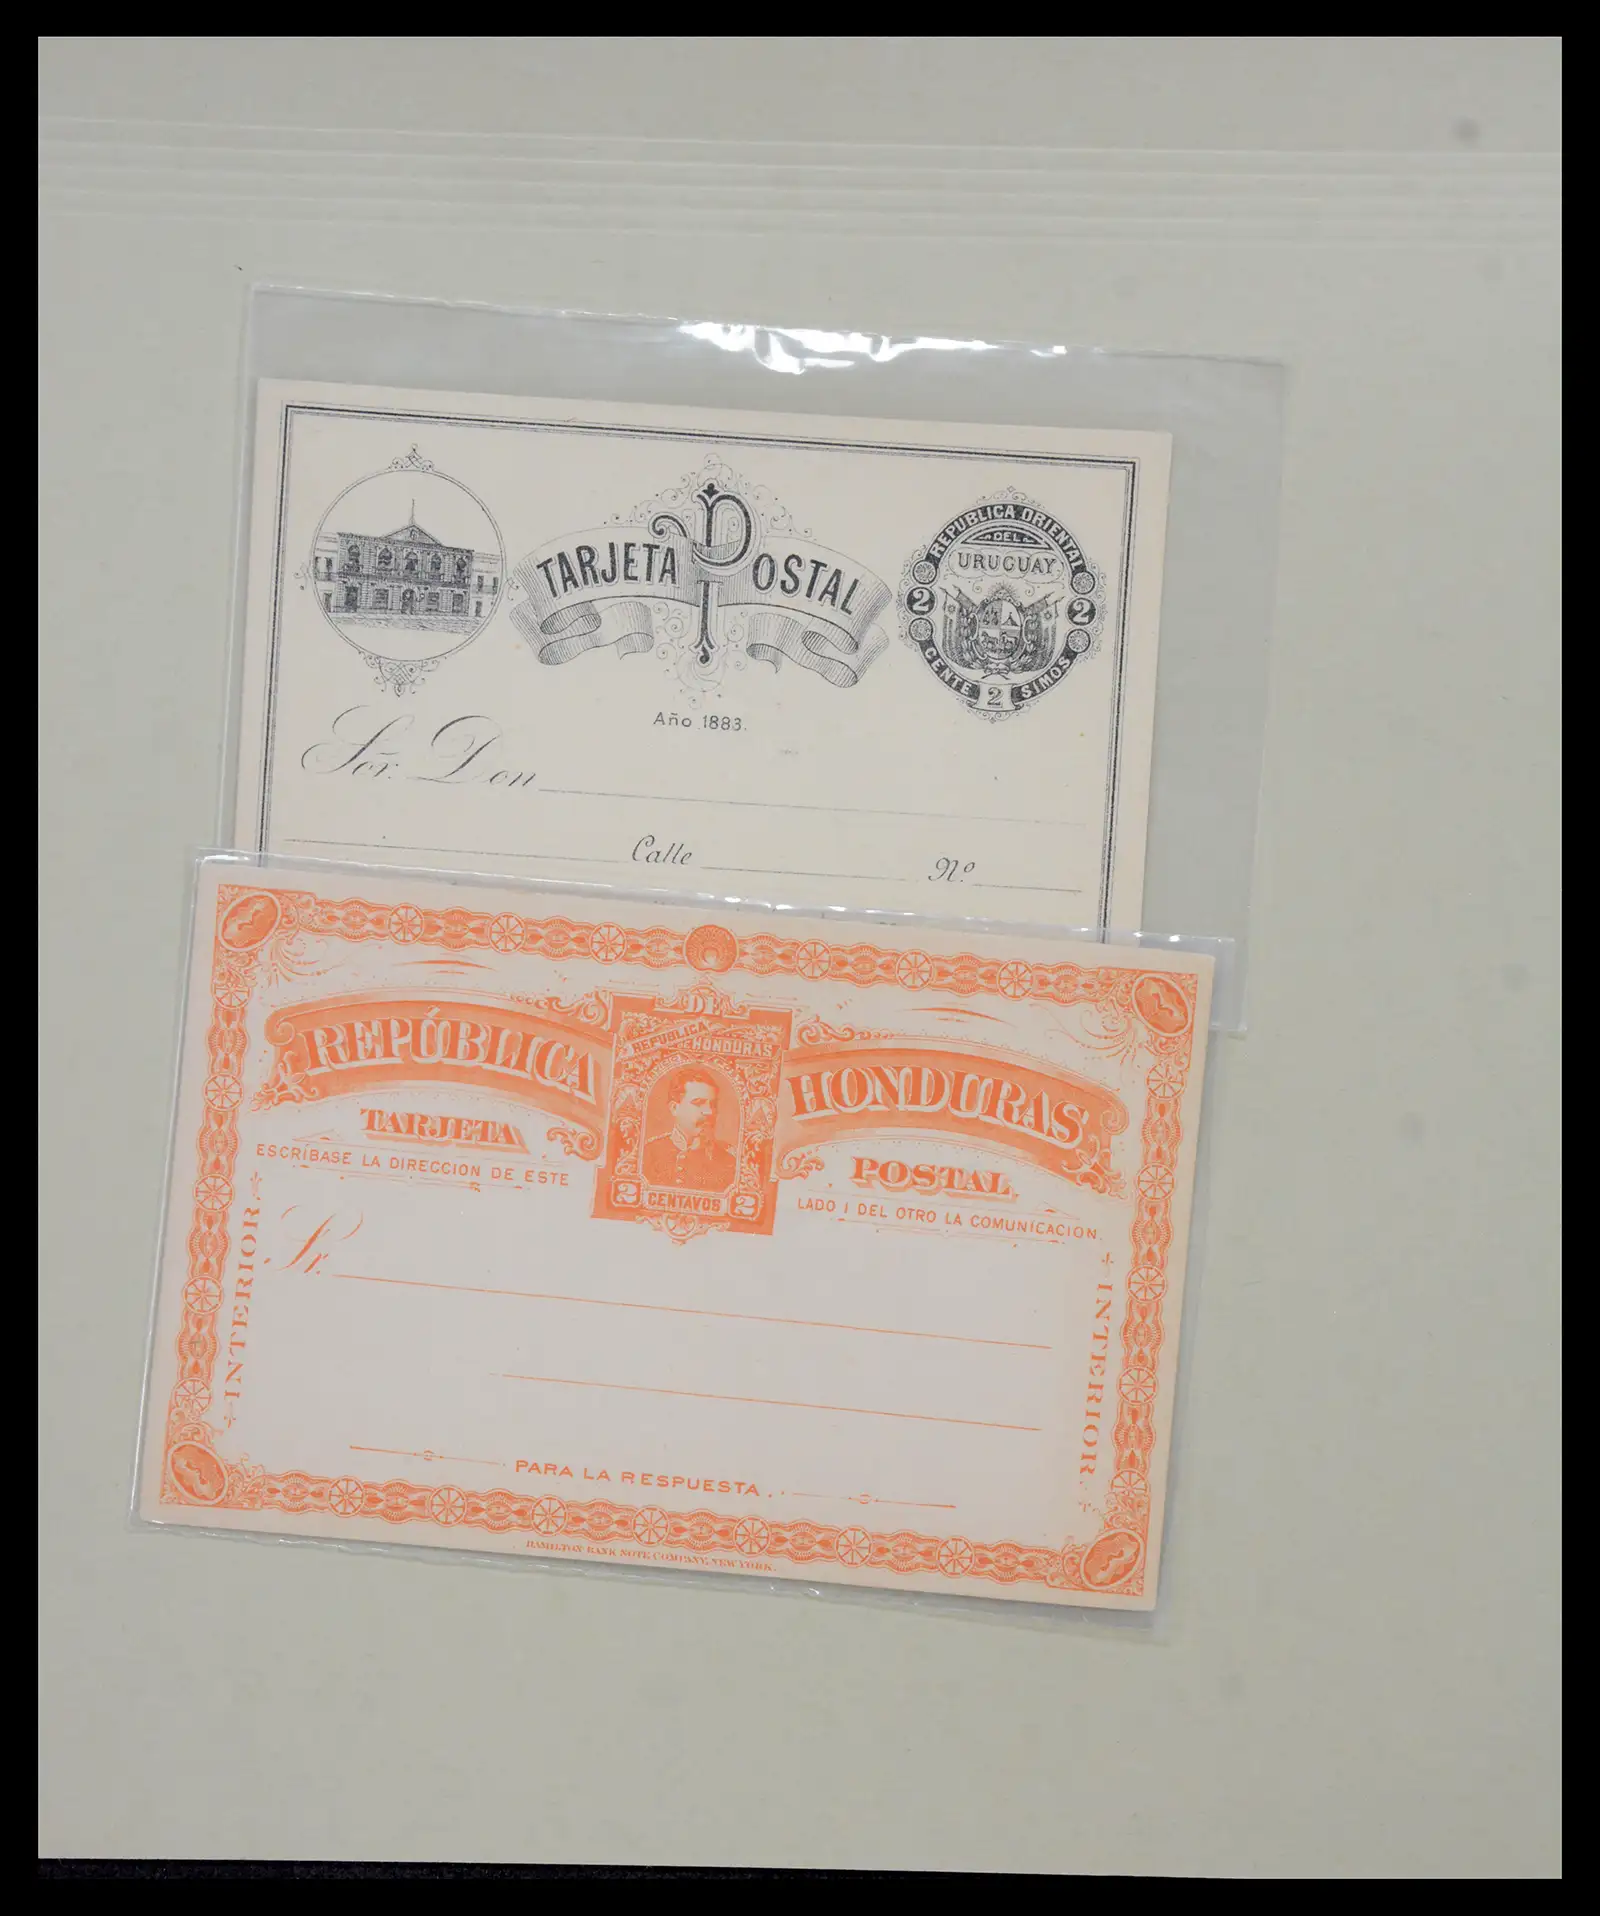 TARJETA POSTAL
REPUBLICA ORIENTAL
DEL
URUGUAY
2 2
CENTE 2 SIMOS
Año 1883.
Sör. Don
Calle Nº
REPÚBLICA DE HONDURAS
REPUBLICA DE HONDURAS
TARJETA POSTAL
ESCRÍBASE LA DIRECCION DE ESTE LADO I DEL OTRO LA COMUNICACION.
2 CENTAVOS 2
Sr.
INTERIOR
INTERIOR.
PARA LA RESPUESTA.
HAMILTON BANK NOTE COMPANY, NEW YORK.